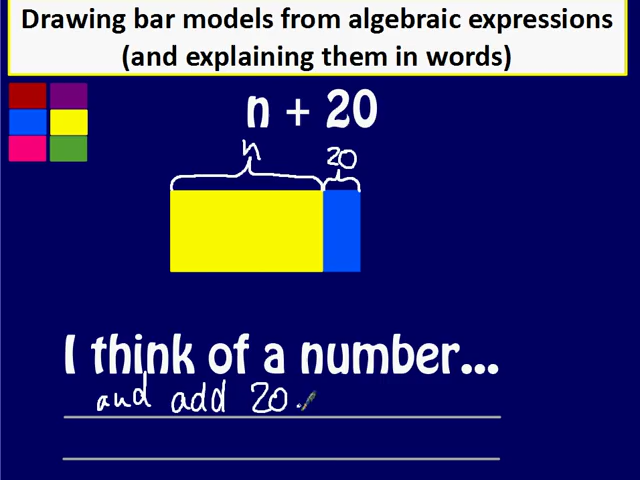 Drawing bar models from algebraic expressions
(and explaining them in words)
n + 20
n 20
I think of a number...
and add 20.